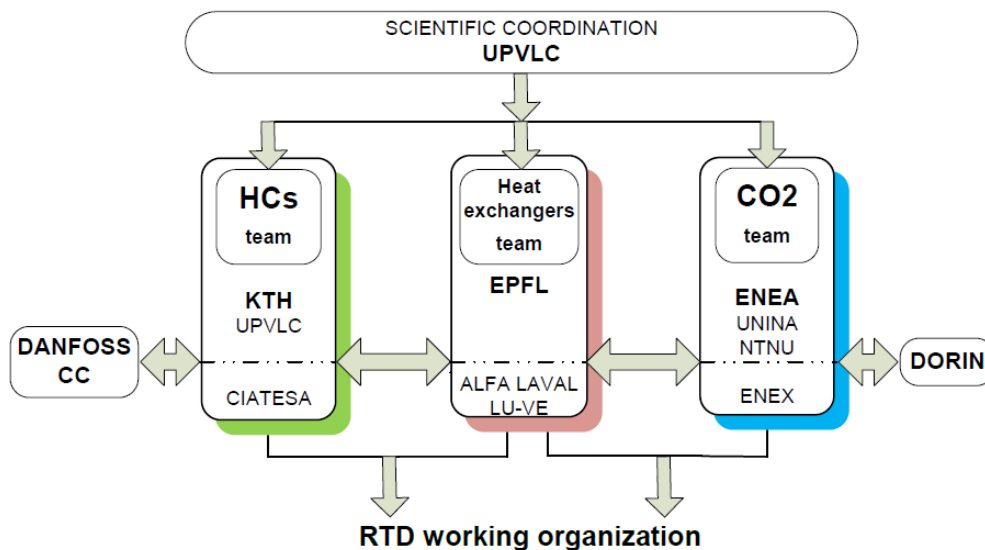 SCIENTIFIC COORDINATION
UPVLC
HCs
team
KTH
UPVLC
CIATESA
Heat
exchangers
team
EPFL
ALFA LAVAL
LU-VE
CO2
team
ENEA
UNINA
NTNU
ENEX
DANFOSS
CC
DORIN
RTD working organization